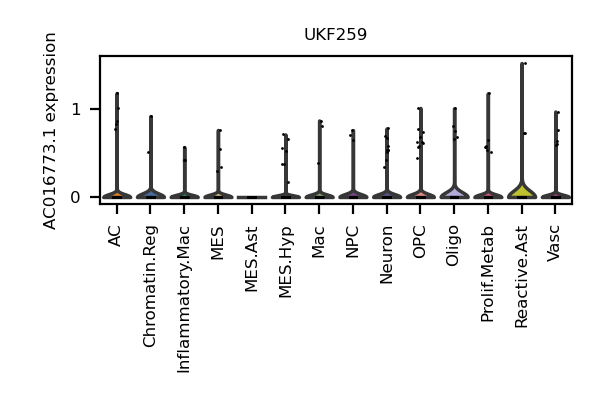 UKF259
AC016773.1 expression
1
0
AC
Chromatin.Reg
Inflammatory.Mac
MES
MES.Ast
MES.Hyp
Mac
NPC
Neuron
OPC
Oligo
Prolif.Metab
Reactive.Ast
Vasc